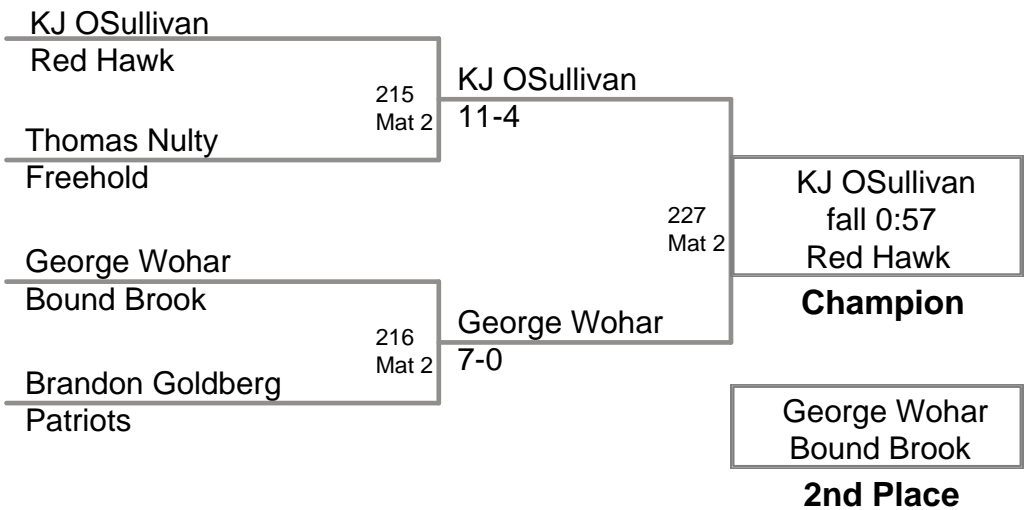 KJ OSullivan
Red Hawk
215
Mat 2
Thomas Nulty
Freehold
KJ OSullivan
11-4
George Wohar
Bound Brook
216
Mat 2
Brandon Goldberg
Patriots
George Wohar
7-0
227
Mat 2
KJ OSullivan
fall 0:57
Red Hawk
Champion
George Wohar
Bound Brook
2nd Place